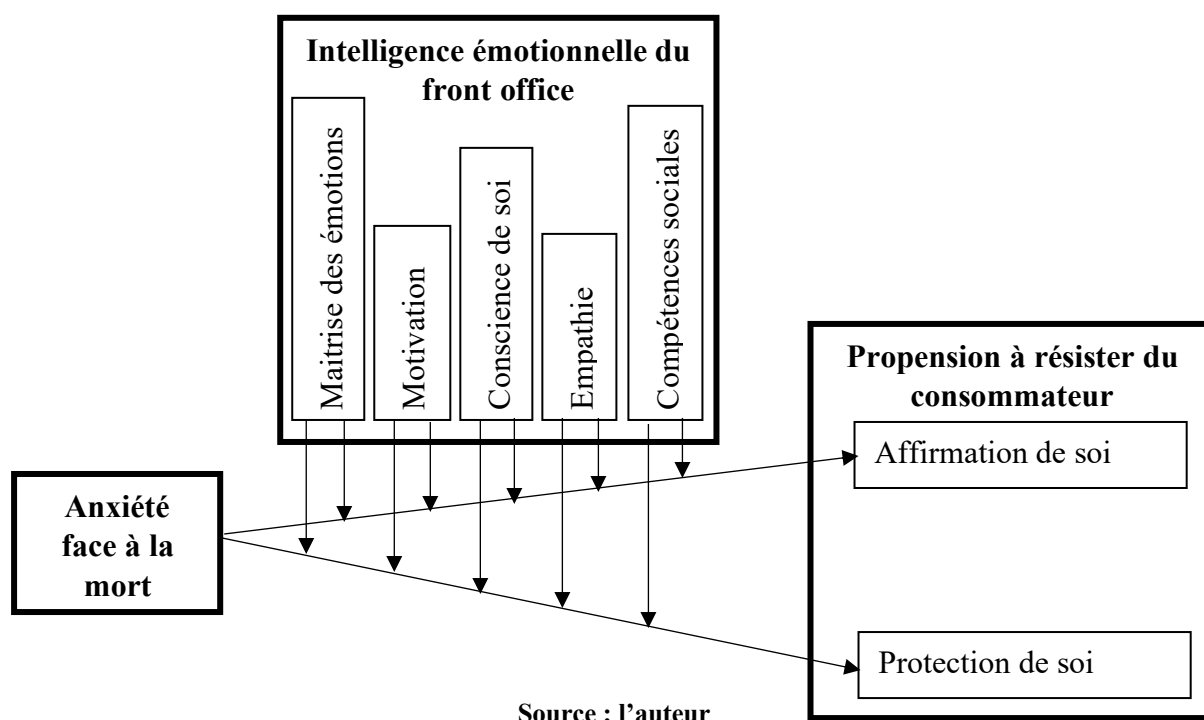 Intelligence émotionnelle du
front office
Maitrise des émotions
Motivation
Conscience de soi
Empathie
Compétences sociales
Propension à résister du
consommateur
Affirmation de soi
Anxiété
face à la
mort
Protection de soi
Source : l'auteur